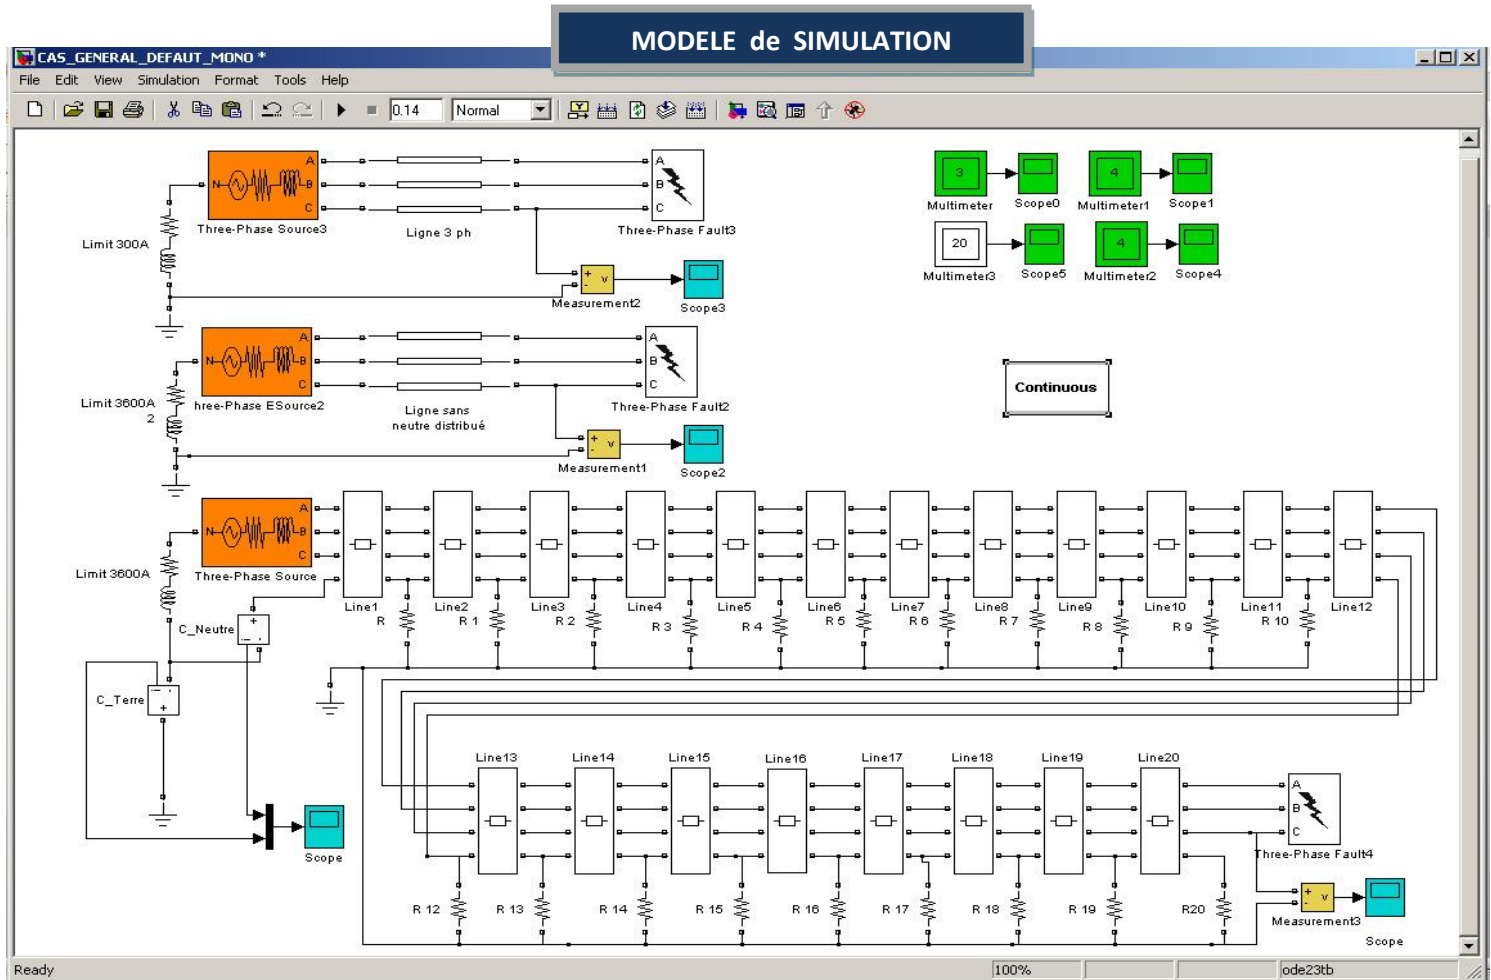 MODELE de SIMULATION
CAS_GENERAL_DEFAUT_MONO *
File Edit View Simulation Format Tools Help
0.14 Normal
A
N B
C
Three-Phase Source3
Limit 300A
Ligne 3 ph
A
B
C
Three-Phase Fault3
+
- v
Measurement2
Scope3
3
Multimeter
Scope0
4
Multimeter1
Scope1
20
Multimeter3
Scope5
4
Multimeter2
Scope4
A
N B
C
hree-Phase ESource2
Limit 3600A
2
Ligne sans
neutre distribué
A
B
C
Three-Phase Fault2
+
- v
Measurement1
Scope2
Continuous
A
N B
C
Three-Phase Source
Limit 3600A
Line1 Line2 Line3 Line4 Line5 Line6 Line7 Line8 Line9 Line10 Line11 Line12
R R 1 R 2 R 3 R 4 R 5 R 6 R 7 R 8 R 9 R 10
C_Neutre
+
-
C_Terre
-
+
Scope
Line13 Line14 Line15 Line16 Line17 Line18 Line19 Line20
A
B
C
Three-Phase Fault4
R 12 R 13 R 14 R 15 R 16 R 17 R 18 R 19 R20
+
- v
Measurement3
Scope
Ready 100% ode23tb